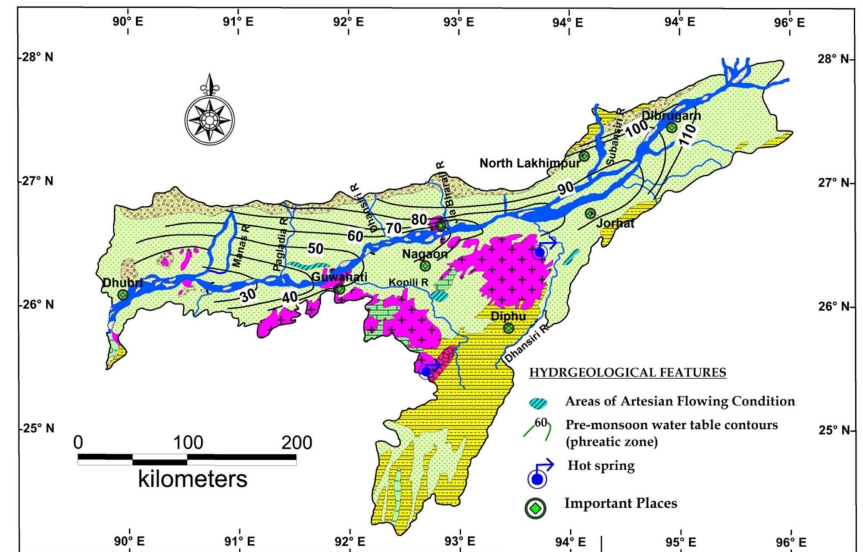 90° E
91° E
92° E
93° E
94° E
95° E
96° E
28° N
28° N
Dibrugarh
100
110
Subansiri R
North Lakhimpur
27° N
27° N
90
Jia Bharali R
Dhansiri R
80
70
60
50
Jorhat
Manas R
Pagladia R
Nagaon
Guwahati
Kopili R
Dhubri
30
40
26° N
26° N
Diphu
Dhansiri R
HYDRGEOLOGICAL FEATURES
Areas of Artesian Flowing Condition
60
Pre-monsoon water table contours
(phreatic zone)
Hot spring
Important Places
25° N
25° N
0
100
200
kilometers
90° E
91° E
92° E
93° E
94° E
95° E
96° E